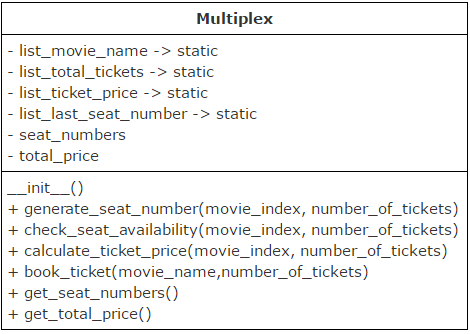 Multiplex
- list_movie_name -> static
- list_total_tickets -> static
- list_ticket_price -> static
- list_last_seat_number -> static
- seat_numbers
- total_price
__init__()
+ generate_seat_number(movie_index, number_of_tickets)
+ check_seat_availability(movie_index, number_of_tickets)
+ calculate_ticket_price(movie_index, number_of_tickets)
+ book_ticket(movie_name,number_of_tickets)
+ get_seat_numbers()
+ get_total_price()